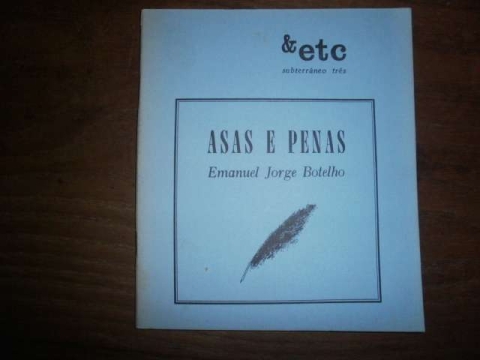 & etc
subterrâneo três
ASAS E PENAS
Emanuel Jorge Botelho